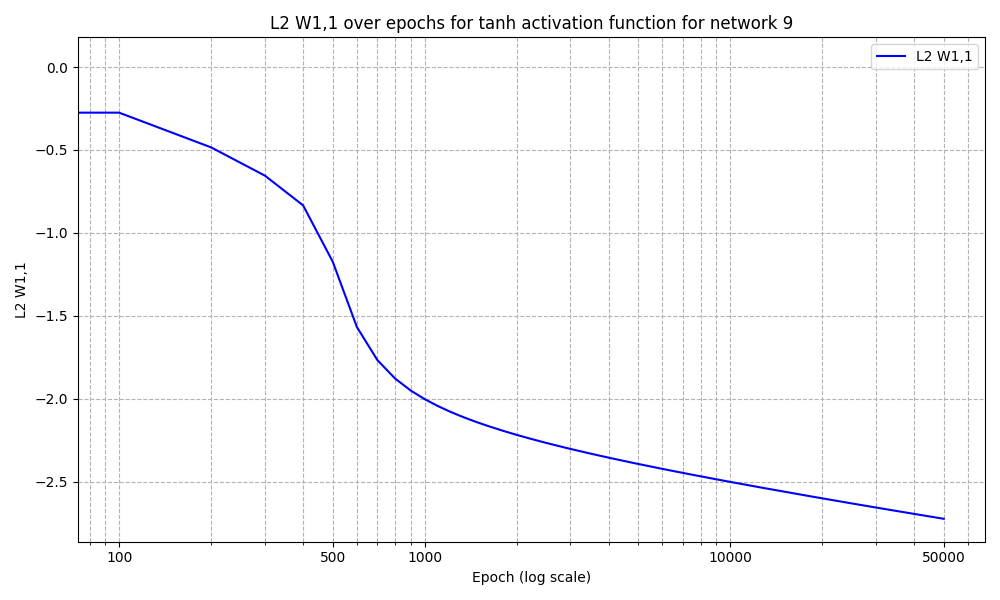 L2 W1,1 over epochs for tanh activation function for network 9
L2 W1,1
0.0
−0.5
−1.0
−1.5
−2.0
−2.5
L2 W1,1
100
500
1000
10000
50000
Epoch (log scale)